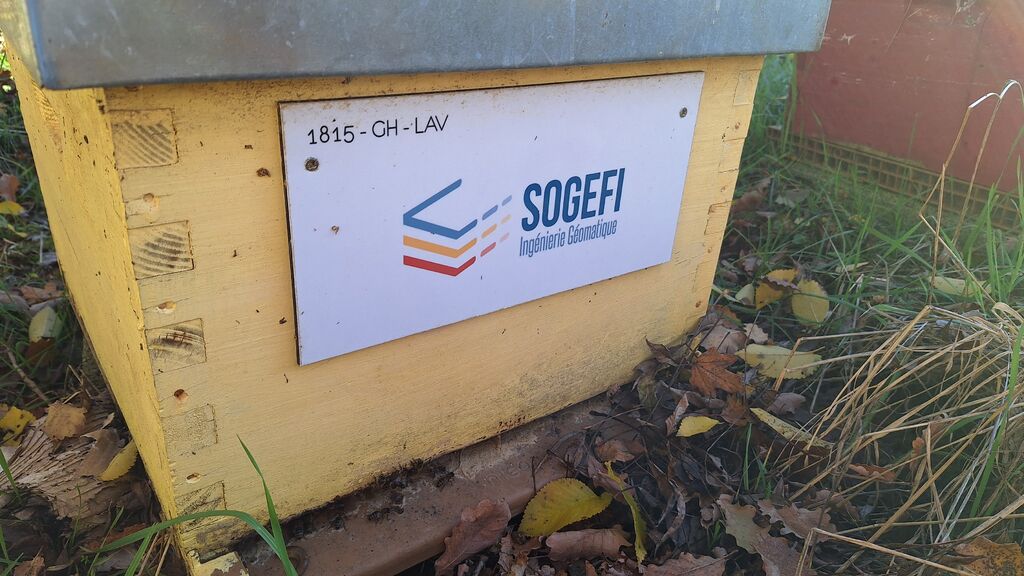 1815 - GH - LAV
SOGEFI
Ingénierie Géomatique